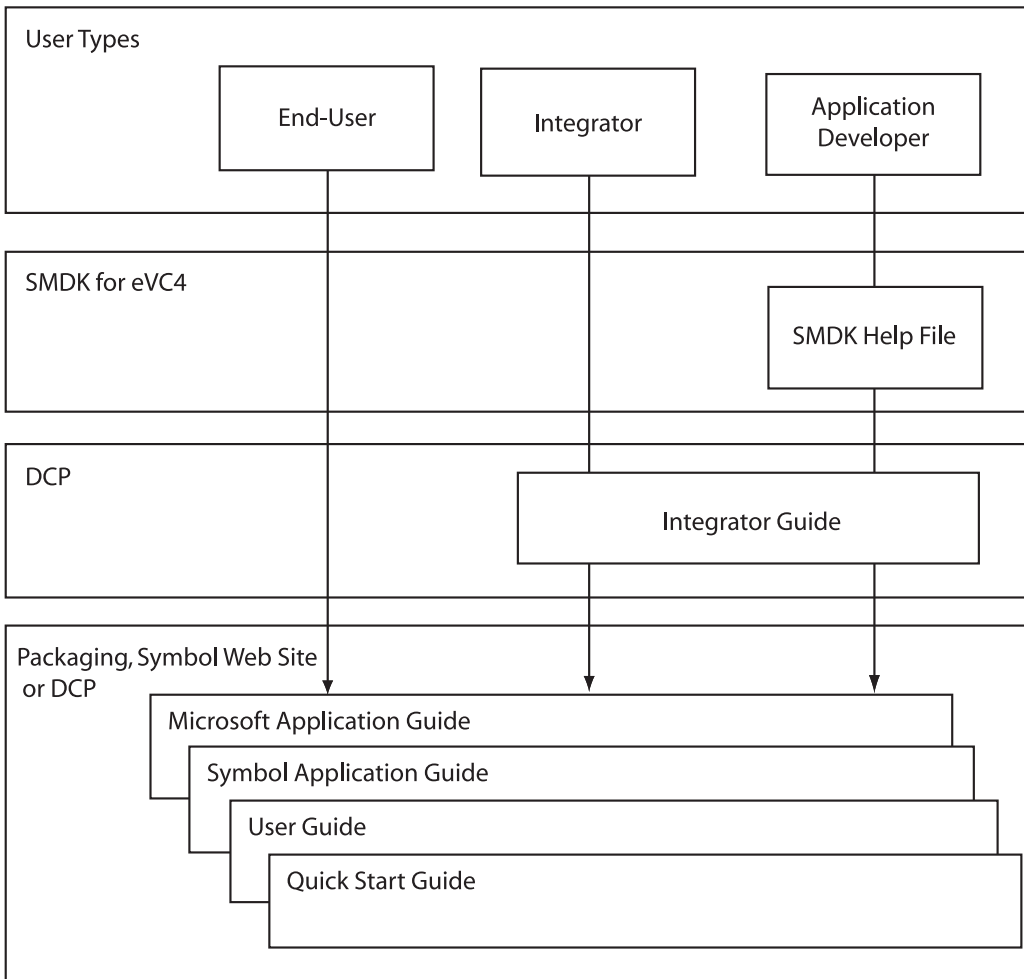 User Types
End-User
Integrator
Application
Developer
SMDK for eVC4
SMDK Help File
DCP
Integrator Guide
Packaging, Symbol Web Site
or DCP
Microsoft Application Guide
Symbol Application Guide
User Guide
Quick Start Guide